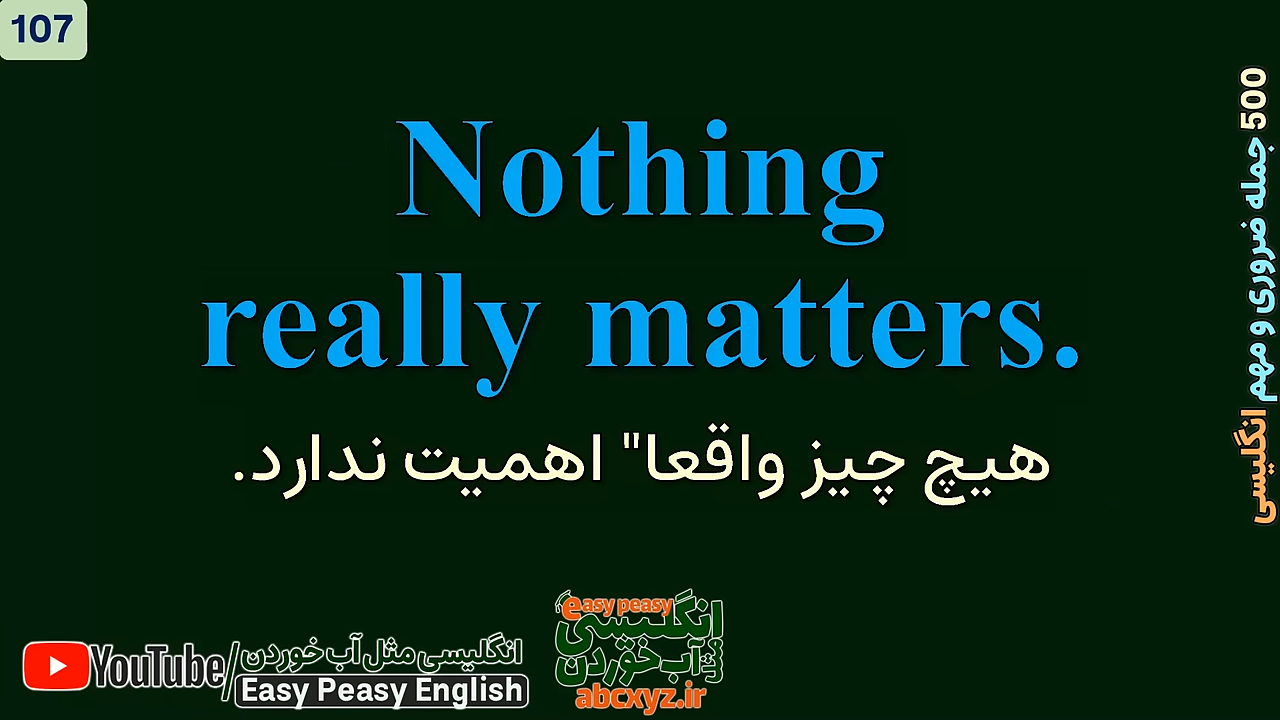 107
500 جمله ضروری و مهم انگلیسی
Nothing
really matters.
هیچ چیز واقعا" اهمیت ندارد.
YouTube/
انگلیسی مثل آب خوردن
Easy Peasy English
easy peasy
انگلیسی
مثل
آب خوردن
abcxyz.ir